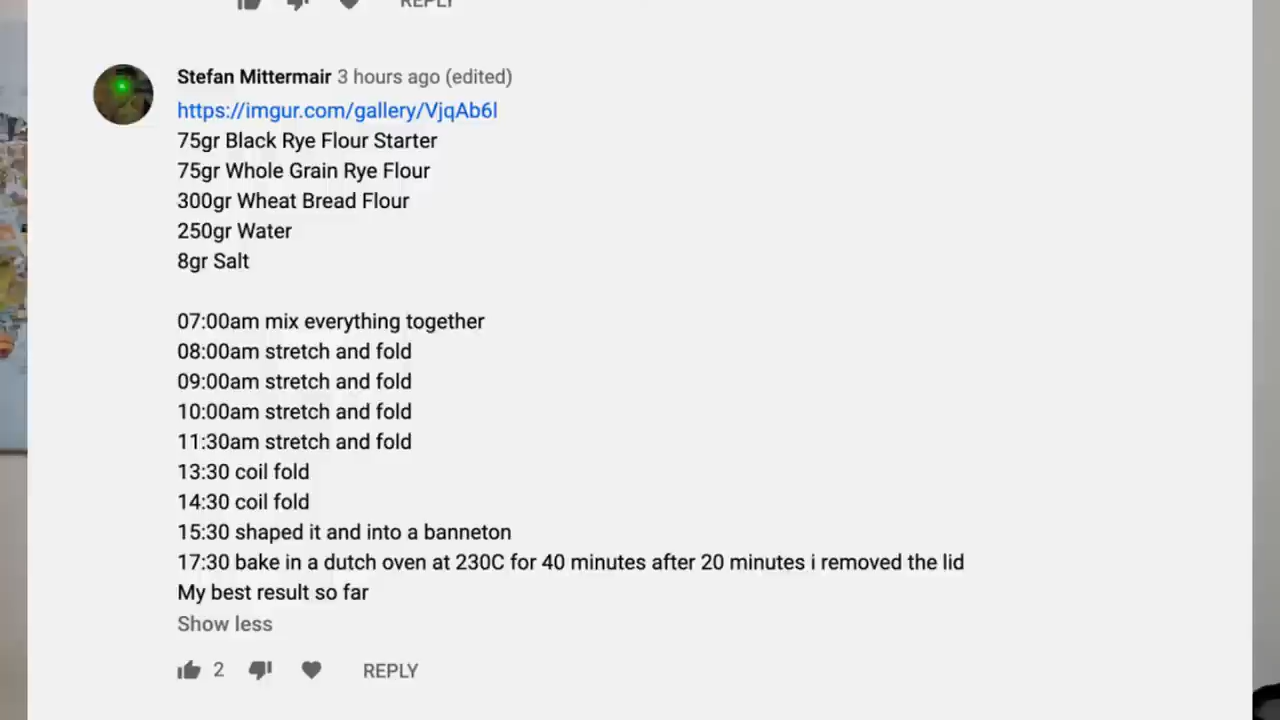 REPLY
Stefan Mittermair 3 hours ago (edited)
https://imgur.com/gallery/VjqAb6l
75gr Black Rye Flour Starter
75gr Whole Grain Rye Flour
300gr Wheat Bread Flour
250gr Water
8gr Salt
07:00am mix everything together
08:00am stretch and fold
09:00am stretch and fold
10:00am stretch and fold
11:30am stretch and fold
13:30 coil fold
14:30 coil fold
15:30 shaped it and into a banneton
17:30 bake in a dutch oven at 230C for 40 minutes after 20 minutes i removed the lid
My best result so far
Show less
2 REPLY